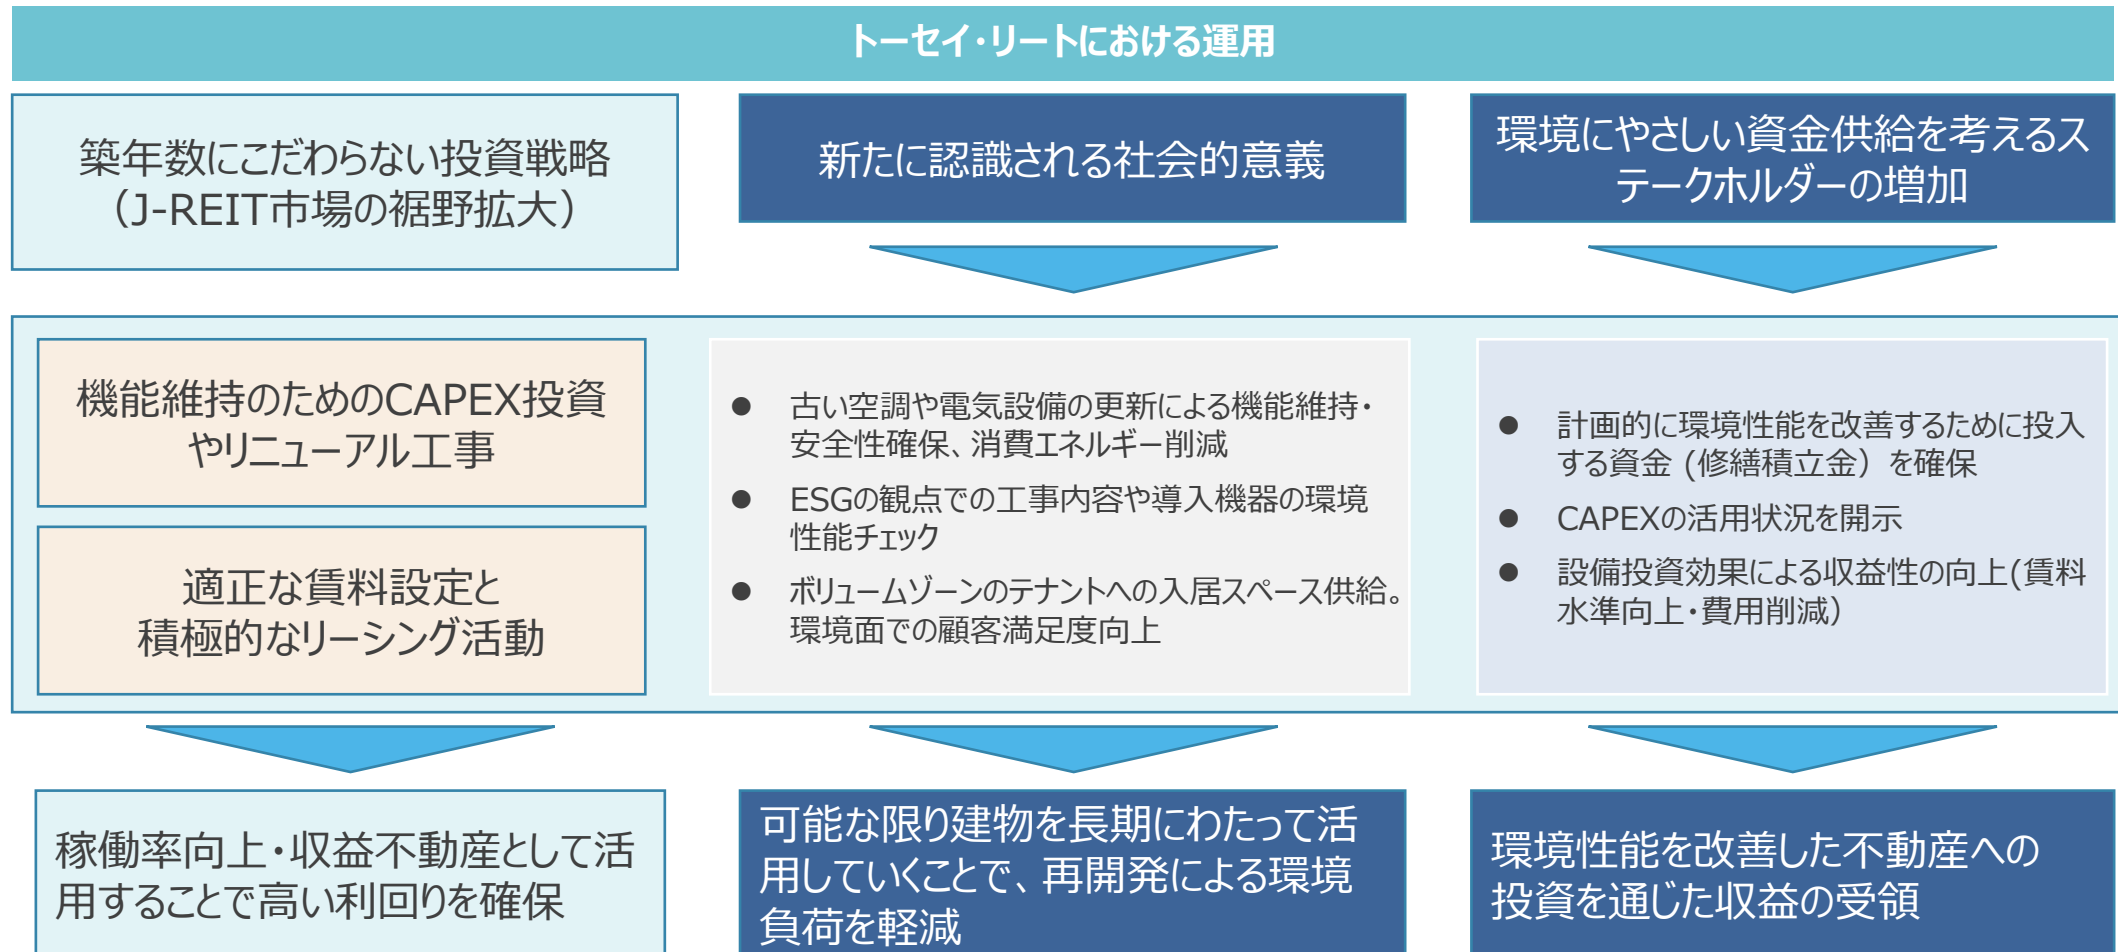 トーセイ・リートにおける運用
築年数にこだわらない投資戦略
（J-REIT市場の裾野拡大）
新たに認識される社会的意義
環境にやさしい資金供給を考えるス
テークホルダーの増加
機能維持のためのCAPEX投資
やリニューアル工事
適正な賃料設定と
積極的なリーシング活動
● 古い空調や電気設備の更新による機能維持・
安全性確保、消費エネルギー削減
● ESGの観点での工事内容や導入機器の環境
性能チェック
● ボリュームゾーンのテナントへの入居スペース供給。
環境面での顧客満足度向上
● 計画的に環境性能を改善するために投入
する資金 (修繕積立金）を確保
● CAPEXの活用状況を開示
● 設備投資効果による収益性の向上(賃料
水準向上・費用削減）
稼働率向上・収益不動産として活
用することで高い利回りを確保
可能な限り建物を長期にわたって活
用していくことで、再開発による環境
負荷を軽減
環境性能を改善した不動産への
投資を通じた収益の受領